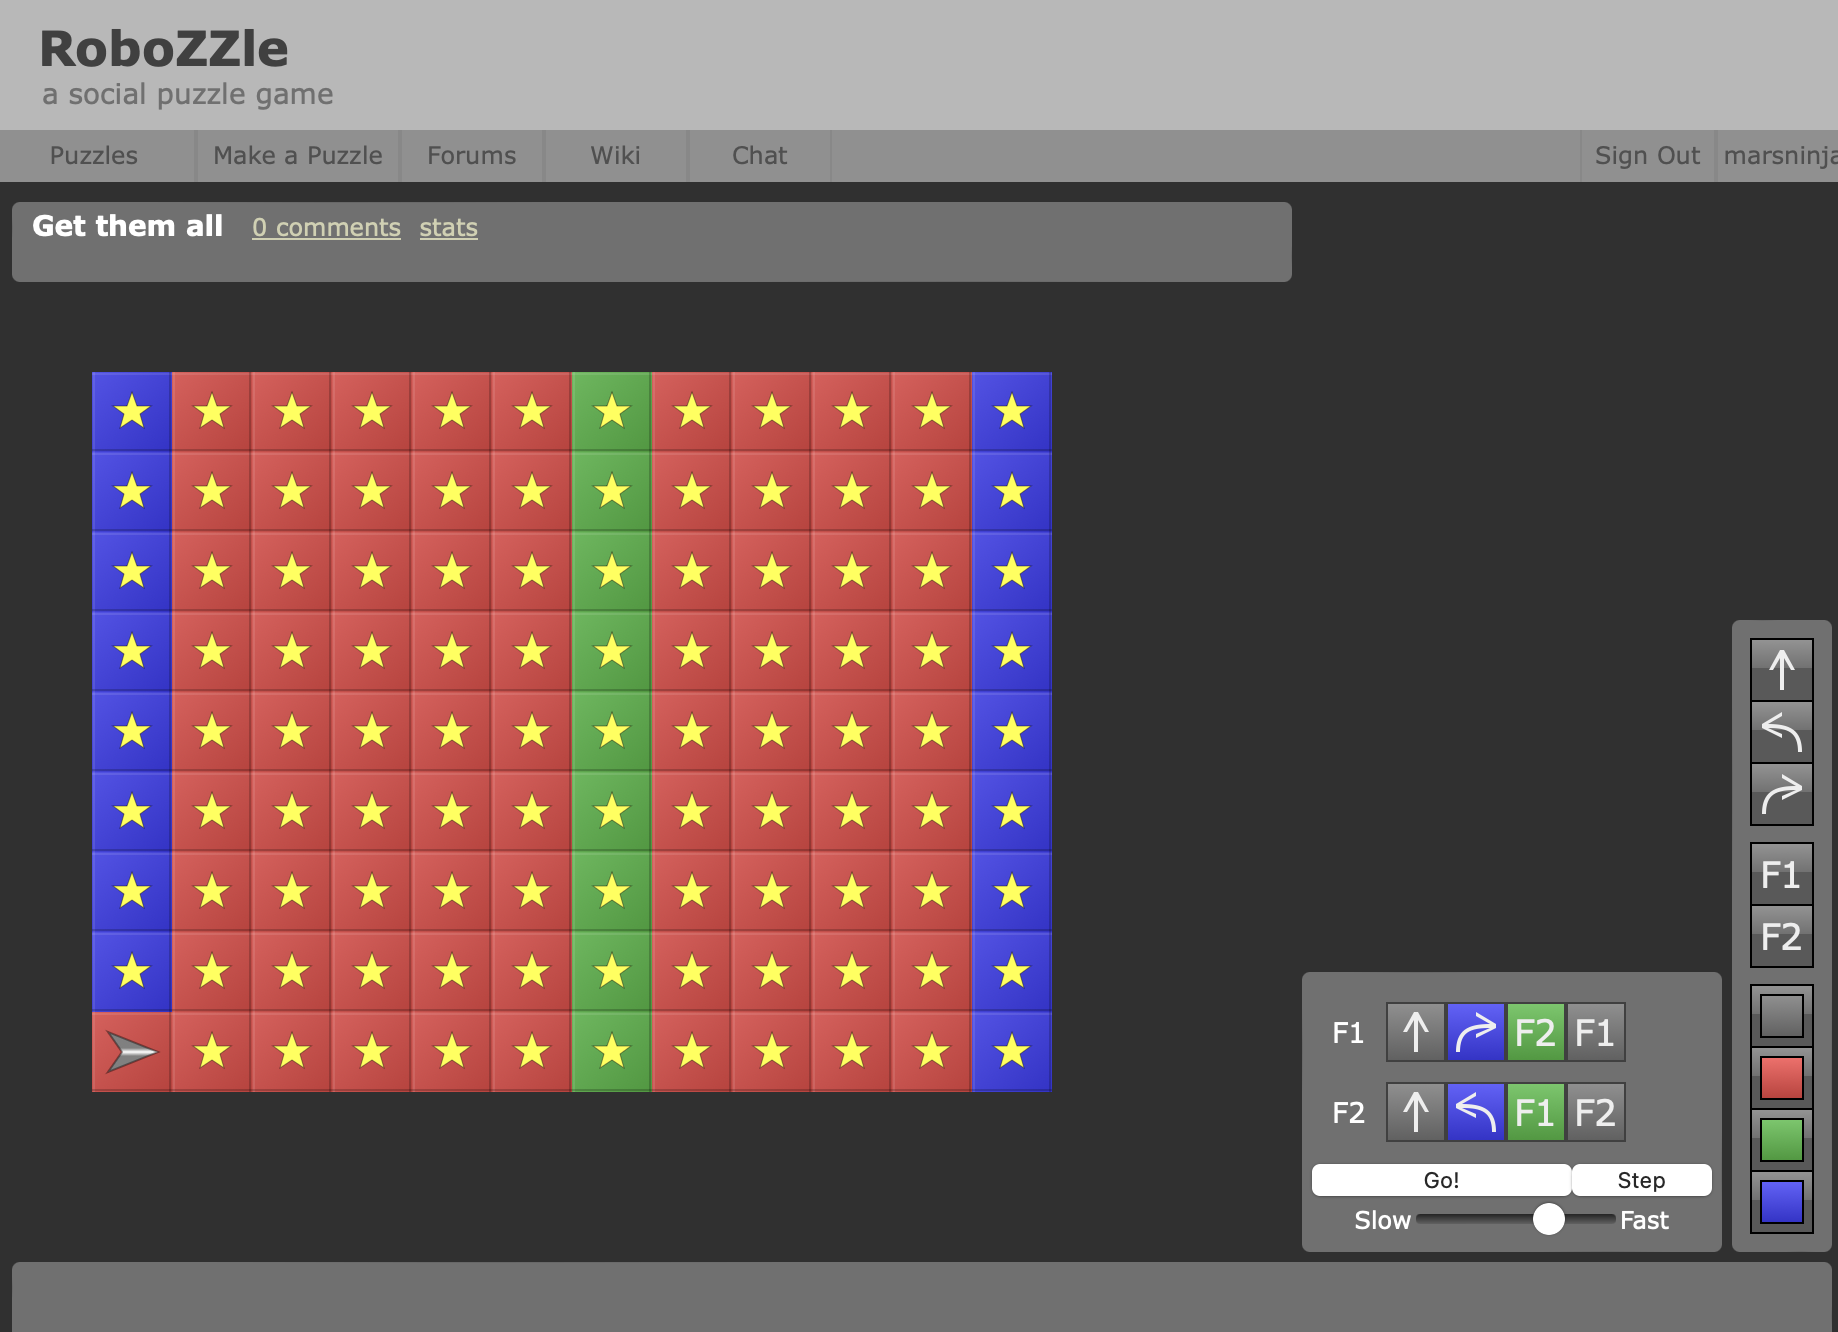 RoboZZle
a social puzzle game
Puzzles Make a Puzzle Forums Wiki Chat Sign Out marsninja
Get them all 0 comments stats
F1
F2
F1 F2 F1
F2 F1 F2
Go! Step
Slow Fast